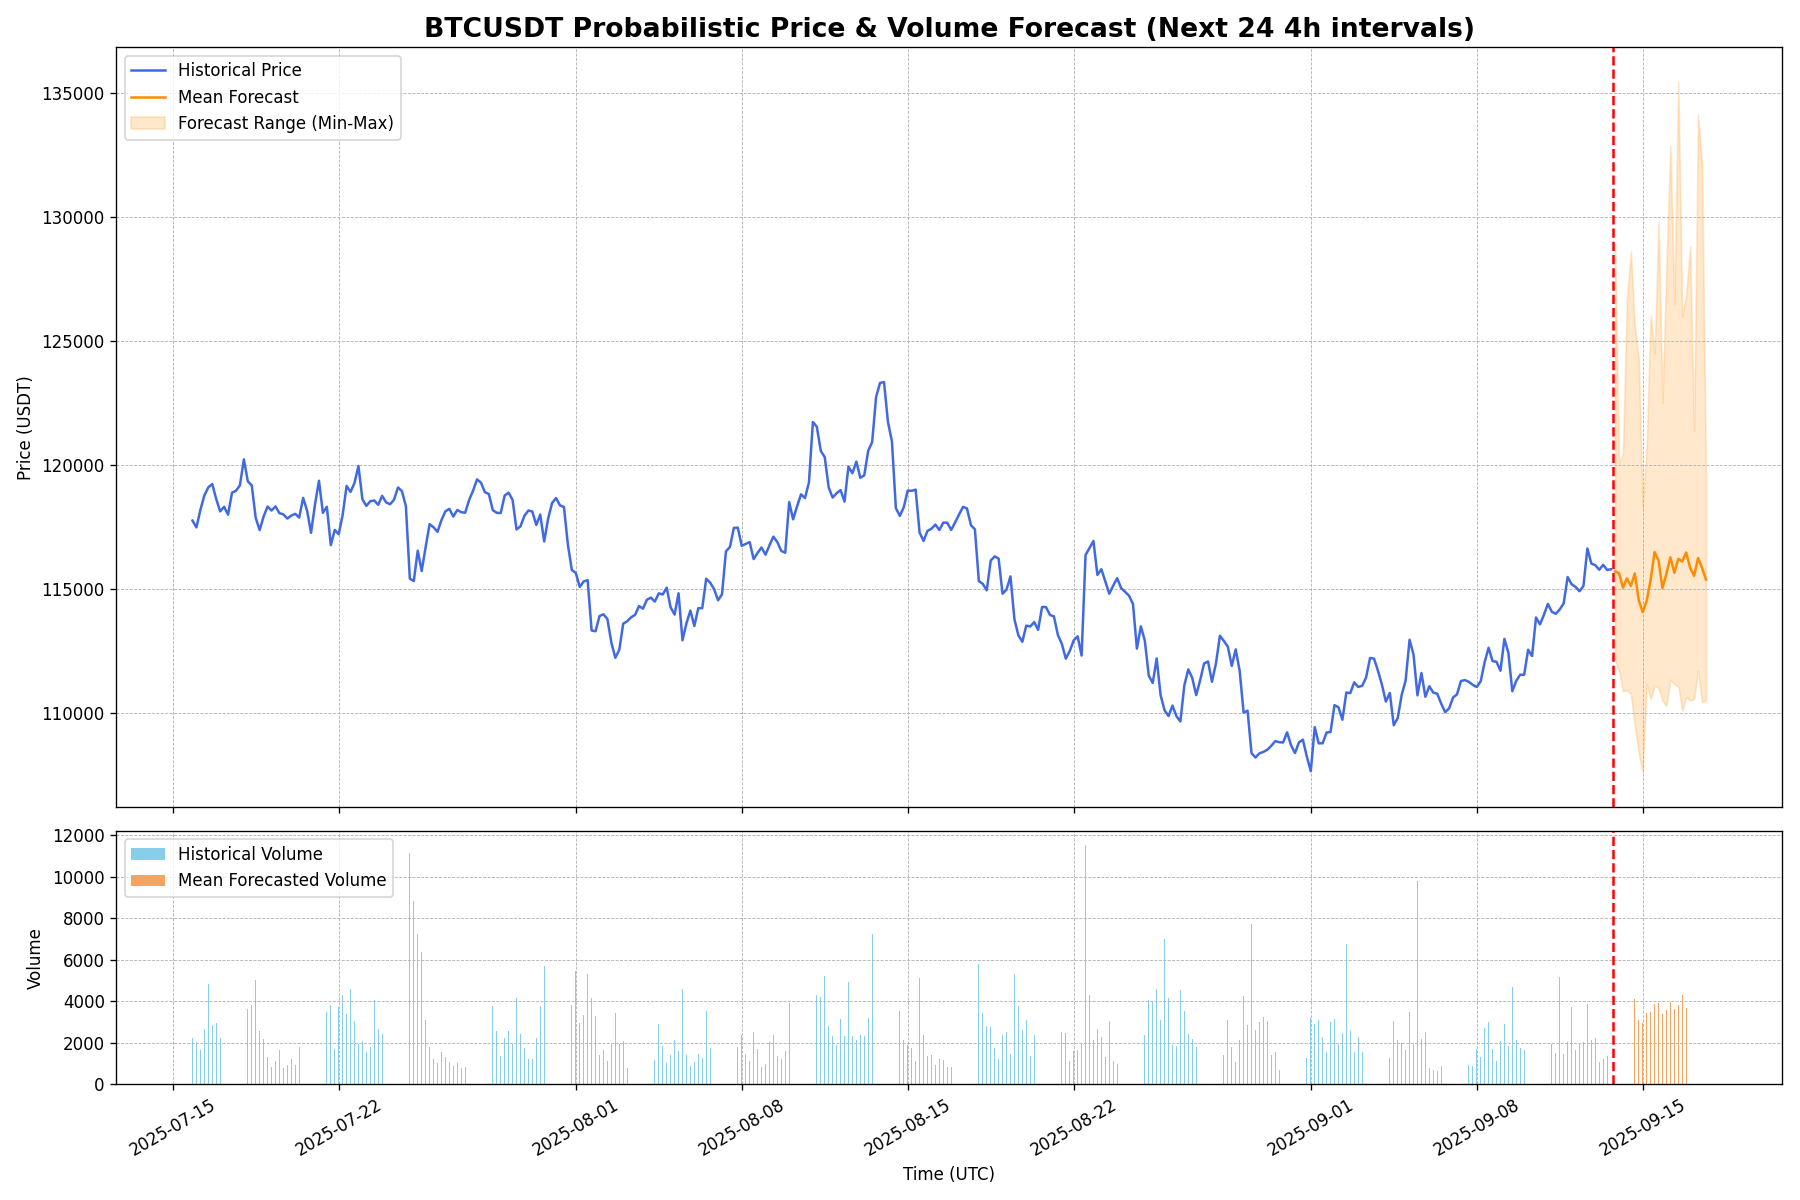 BTCUSDT Probabilistic Price & Volume Forecast (Next 24 4h intervals)
Historical Price
Mean Forecast
Forecast Range (Min-Max)
135000
130000
125000
120000
115000
110000
Price (USDT)
Historical Volume
Mean Forecasted Volume
12000
10000
8000
6000
4000
2000
0
Volume
2025-07-15
2025-07-22
2025-08-01
2025-08-08
2025-08-15
2025-08-22
2025-09-01
2025-09-08
2025-09-15
Time (UTC)